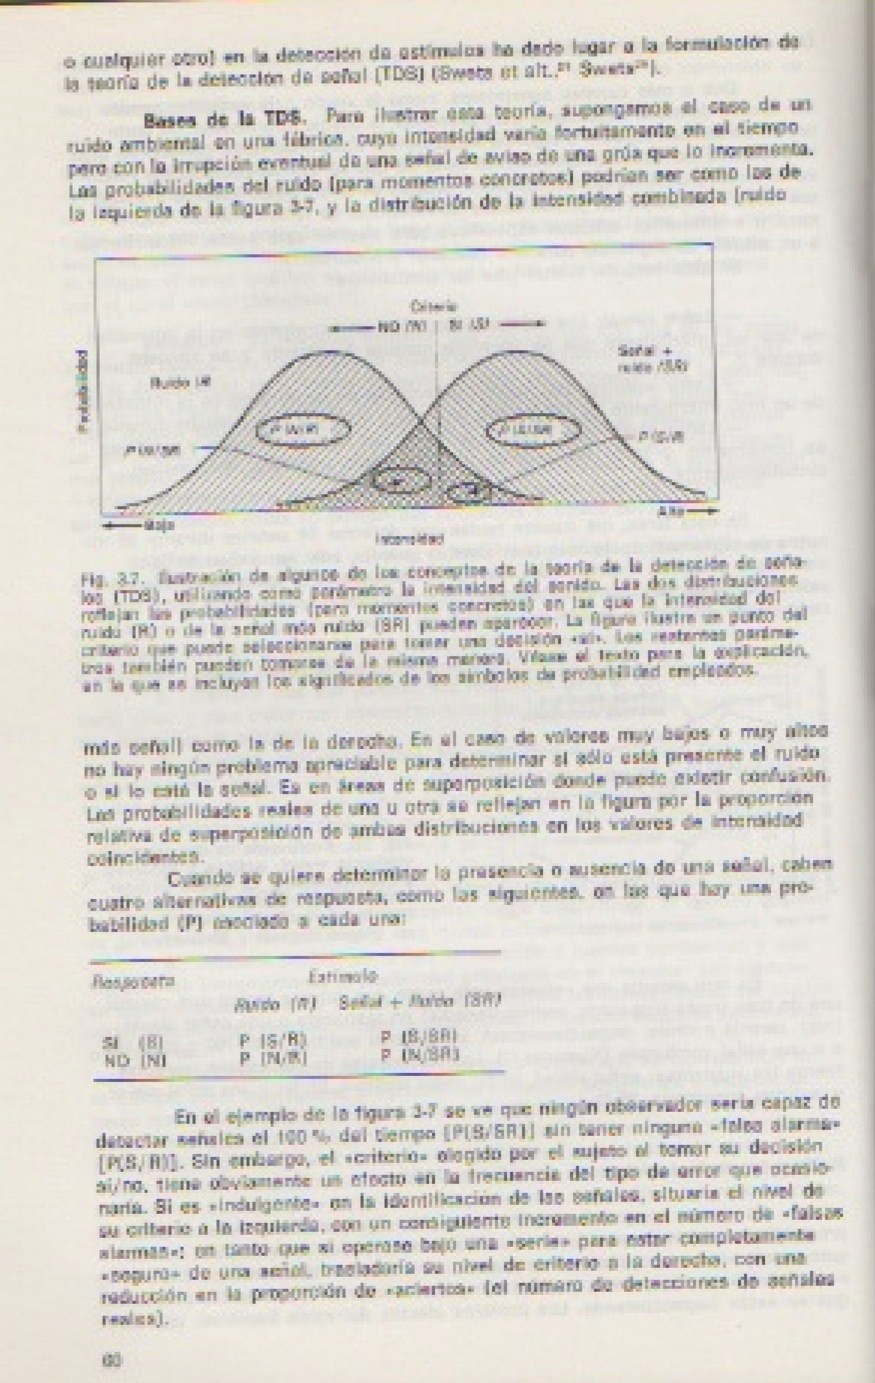 o cualquier otro) en la detección de estímulos ha dado lugar a la formulación de
la teoría de la detección de señal (TDS) (Swets et alt.,²¹ Swets²⁰).
Bases de la TDS. Para ilustrar esta teoría, supongamos el caso de un
ruido ambiental en una fábrica, cuya intensidad varía fortuitamente en el tiempo
pero con la irrupción eventual de una señal de aviso de una grúa que lo incrementa.
Las probabilidades del ruido (para momentos concretos) podrían ser como las de
la izquierda de la figura 3-7, y la distribución de la intensidad combinada (ruido
Criterio
NO (N) SI (S)
Señal +
ruido (SR)
Ruido (R)
Probabilidad
P (N/R) P (S/SR)
P (N/SR) P (S/R)
Baja Alta
Intensidad
Fig. 3.7. Ilustración de algunos de los conceptos de la teoría de la detección de seña-
les (TDS), utilizando como parámetro la intensidad del sonido. Las dos distribuciones
reflejan las probabilidades (para momentos concretos) en las que la intensidad del
ruido (R) o de la señal más ruido (SR) pueden aparecer. La figura ilustra un punto del
criterio que puede seleccionarse para tomar una decisión «sí». Los restantes paráme-
tros también pueden tomarse de la misma manera. Véase el texto para la explicación,
en la que se incluyen los significados de los símbolos de probabilidad empleados.
más señal) como la de la derecha. En el caso de valores muy bajos o muy altos
no hay ningún problema apreciable para determinar si sólo está presente el ruido
o si lo está la señal. Es en áreas de superposición donde puede existir confusión.
Las probabilidades reales de una u otra se reflejan en la figura por la proporción
relativa de superposición de ambas distribuciones en los valores de intensidad
coincidentes.
Cuando se quiere determinar la presencia o ausencia de una señal, caben
cuatro alternativas de respuesta, como las siguientes, en las que hay una pro-
babilidad (P) asociada a cada una:
Respuesta Estímulo
Ruido (R) Señal + Ruido (SR)
SI (S) P (S/R) P (S/SR)
NO (N) P (N/R) P (N/SR)
En el ejemplo de la figura 3-7 se ve que ningún observador sería capaz de
detectar señales el 100 % del tiempo [P(S/SR)] sin tener ninguna «falsa alarma»
[P(S/R)]. Sin embargo, el «criterio» elegido por el sujeto al tomar su decisión
sí/no, tiene obviamente un efecto en la frecuencia del tipo de error que ocasio-
naría. Si es «indulgente» en la identificación de las señales, situaría el nivel de
su criterio a la izquierda, con un consiguiente incremento en el número de «falsas
alarmas»; en tanto que si operase bajo una «serie» para estar completamente
«seguro» de una señal, trasladaría su nivel de criterio a la derecha, con una
reducción en la proporción de «aciertos» (el número de detecciones de señales
reales).
60